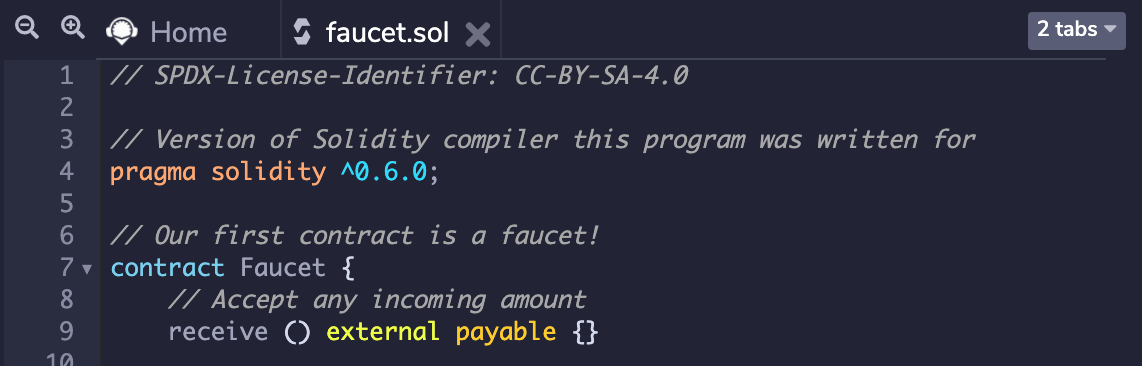 Home
faucet.sol
2 tabs
1 // SPDX-License-Identifier: CC-BY-SA-4.0
2
3 // Version of Solidity compiler this program was written for
4 pragma solidity ^0.6.0;
5
6 // Our first contract is a faucet!
7 contract Faucet {
8 // Accept any incoming amount
9 receive () external payable {}
10